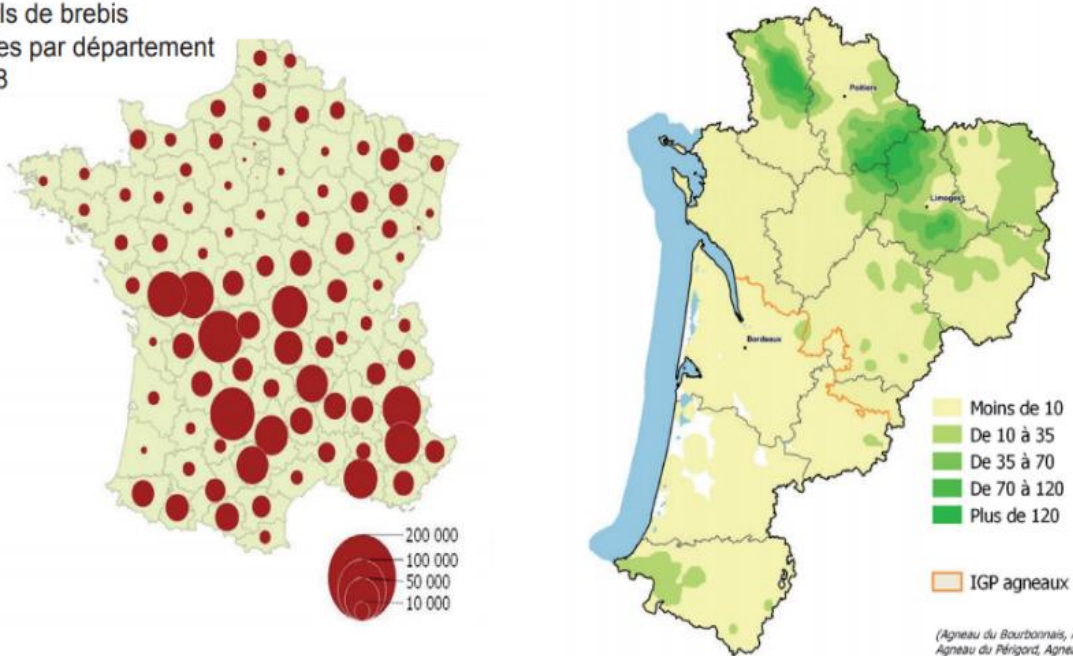 ls de brebis
es par département
3
200 000
100 000
50 000
10 000
Poitiers
Limoges
Bordeaux
Moins de 10
De 10 à 35
De 35 à 70
De 70 à 120
Plus de 120
IGP agneaux
(Agneau du Bourbonnais,
Agneau du Périgord, Agne